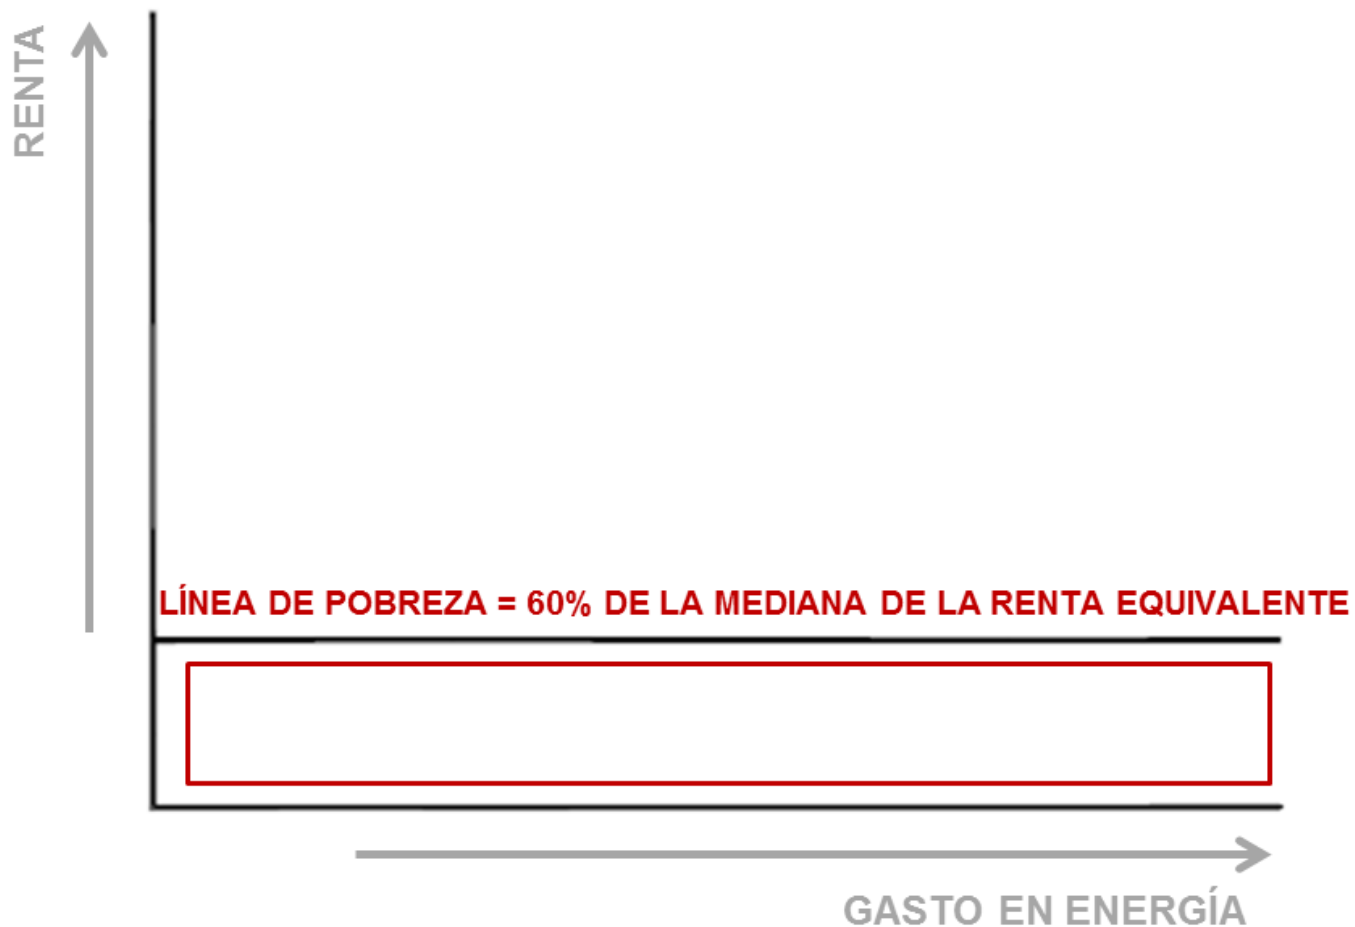 RENTA
LÍNEA DE POBREZA = 60% DE LA MEDIANA DE LA RENTA EQUIVALENTE
GASTO EN ENERGÍA